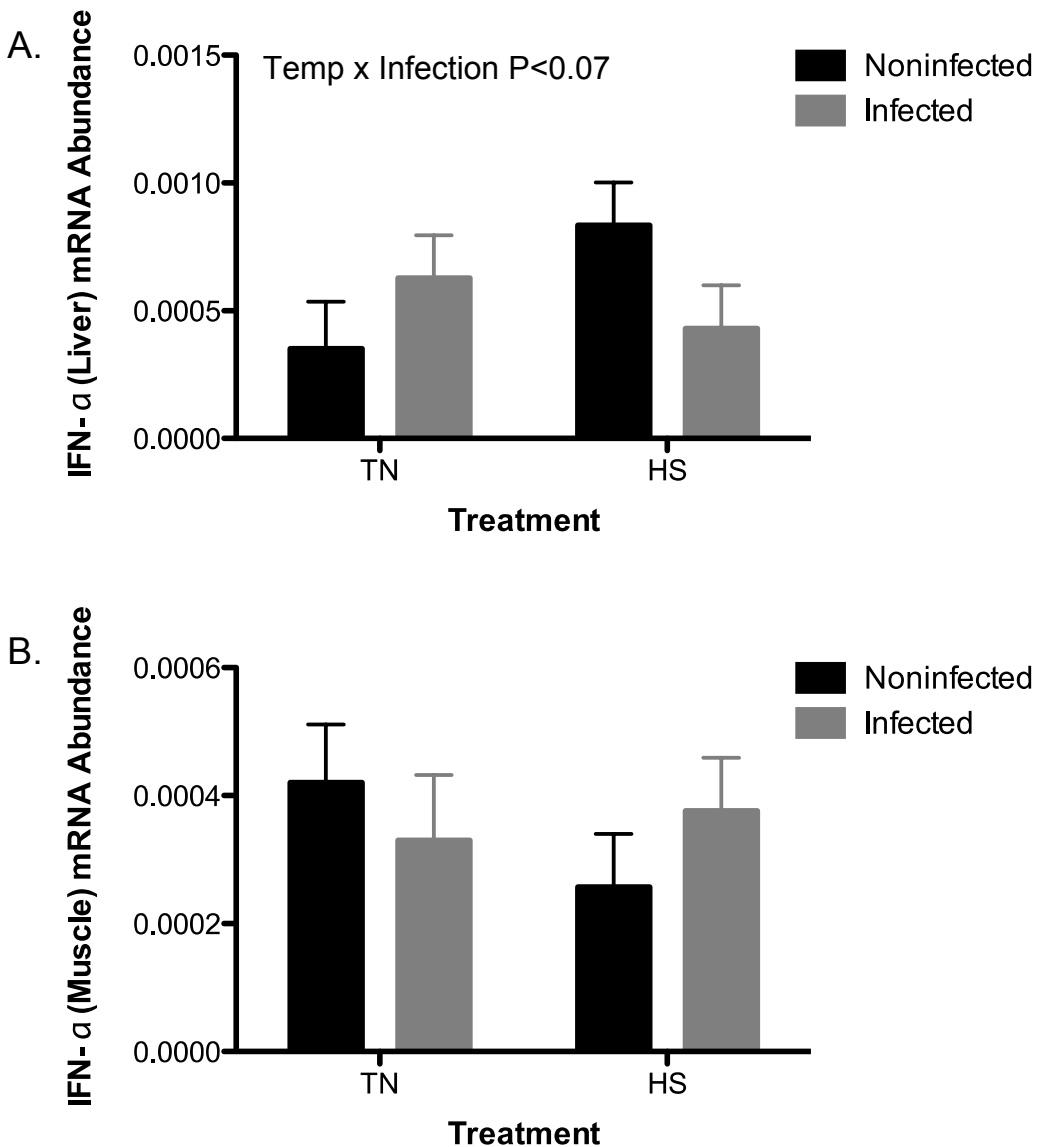 A.
IFN- α (Liver) mRNA Abundance
0.0015
0.0010
0.0005
0.0000
Temp x Infection P<0.07
Noninfected
Infected
TN
HS
Treatment
B.
IFN- α (Muscle) mRNA Abundance
0.0006
0.0004
0.0002
0.0000
Noninfected
Infected
TN
HS
Treatment